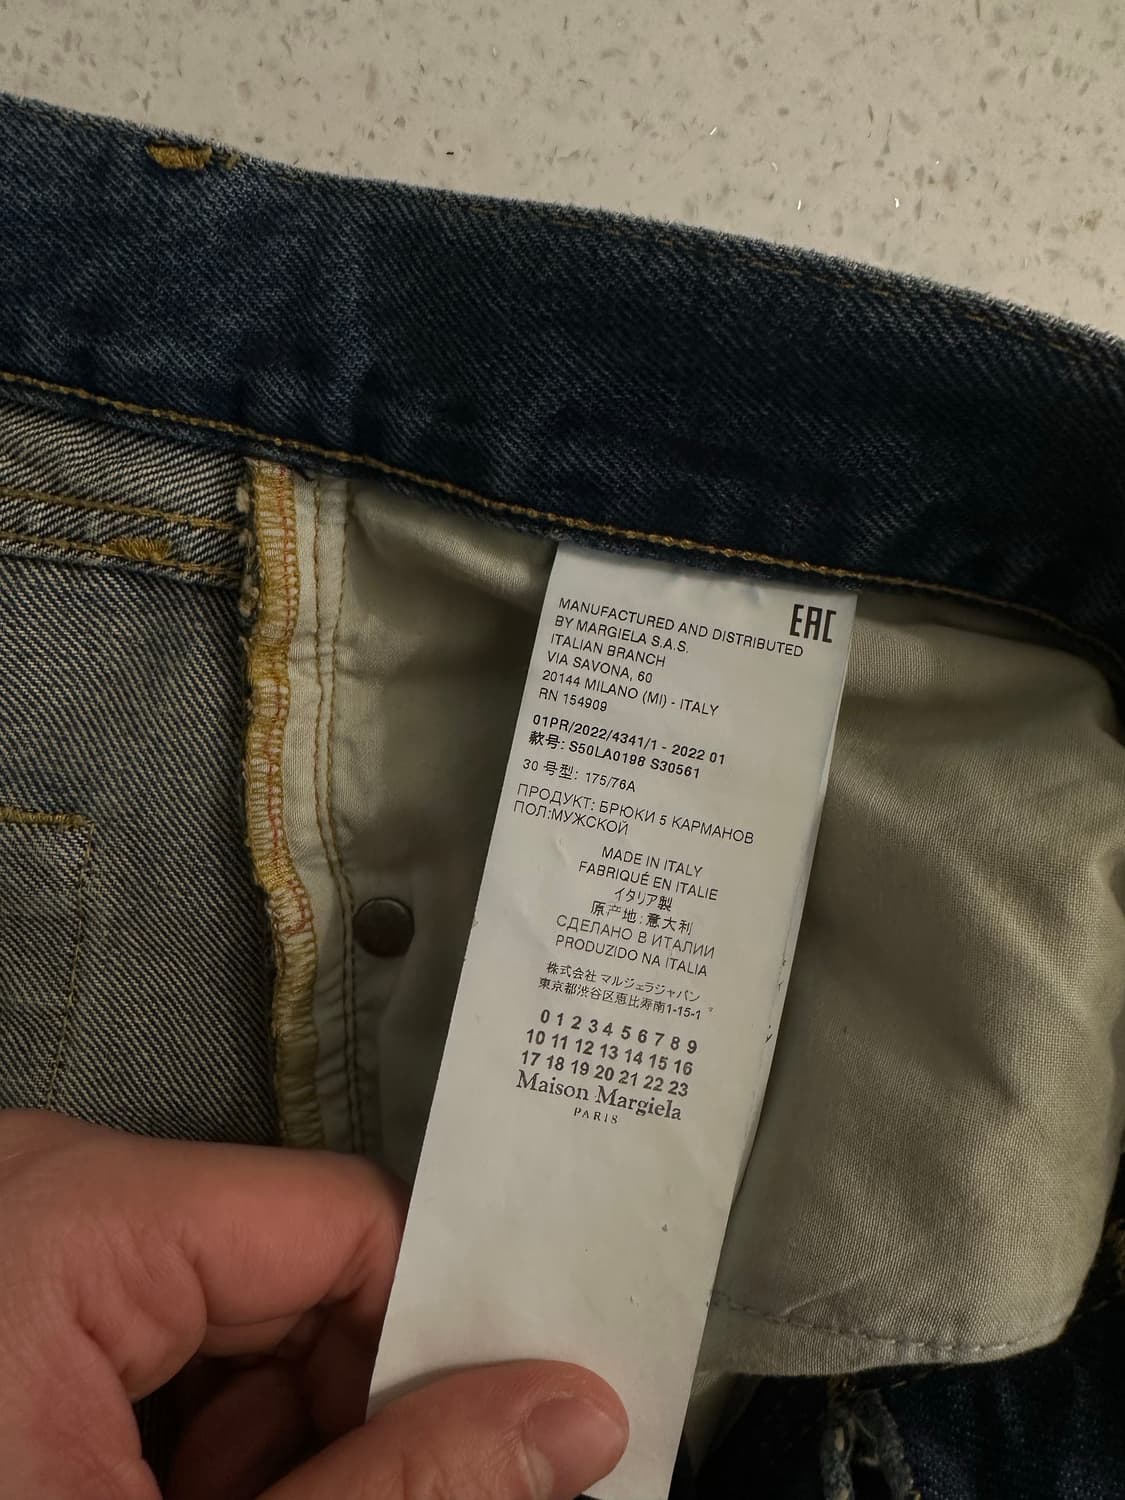 EAC
MANUFACTURED AND DISTRIBUTED
BY MARGIELA S.A.S.
ITALIAN BRANCH
VIA SAVONA, 60
20144 MILANO (MI) - ITALY
RN 154909
01PR/2022/4341/1 - 2022 01
款号: S50LA0198 S30561
30 号型: 175/76A
ПРОДУКТ: БРЮКИ 5 КАРМАНОВ
ПОЛ:МУЖСКОЙ
MADE IN ITALY
FABRIQUÉ EN ITALIE
イタリア製
原产地: 意大利
СДЕЛАНО В ИТАЛИИ
PRODUZIDO NA ITALIA
株式会社 マルジェラジャパン
東京都渋谷区恵比寿南1-15-1
0 1 2 3 4 5 6 7 8 9
10 11 12 13 14 15 16
17 18 19 20 21 22 23
Maison Margiela
PARIS